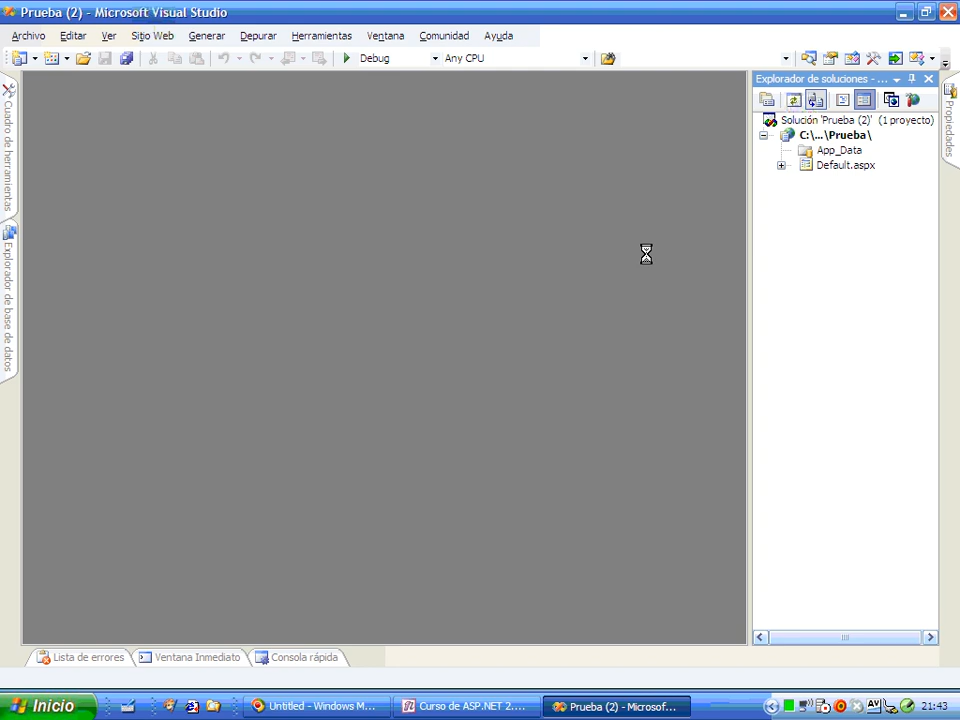 Prueba (2) - Microsoft Visual Studio
Archivo Editar Ver Sitio Web Generar Depurar Herramientas Ventana Comunidad Ayuda
Debug Any CPU
Cuadro de herramientas
Explorador de base de datos
Explorador de soluciones - ...
Solución 'Prueba (2)' (1 proyecto)
C:\...\Prueba\
App_Data
Default.aspx
Propiedades
Lista de errores Ventana Inmediato Consola rápida
Inicio Untitled - Windows M... Curso de ASP.NET 2.... Prueba (2) - Microsof... AV 21:43